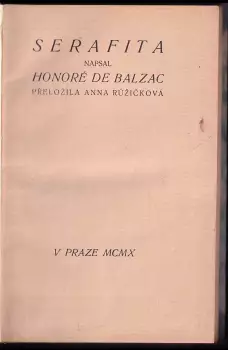 SERAFITA
NAPSAL
HONORÉ DE BALZAC
PŘELOŽILA ANNA RŮŽIČKOVÁ
V PRAZE MCMX